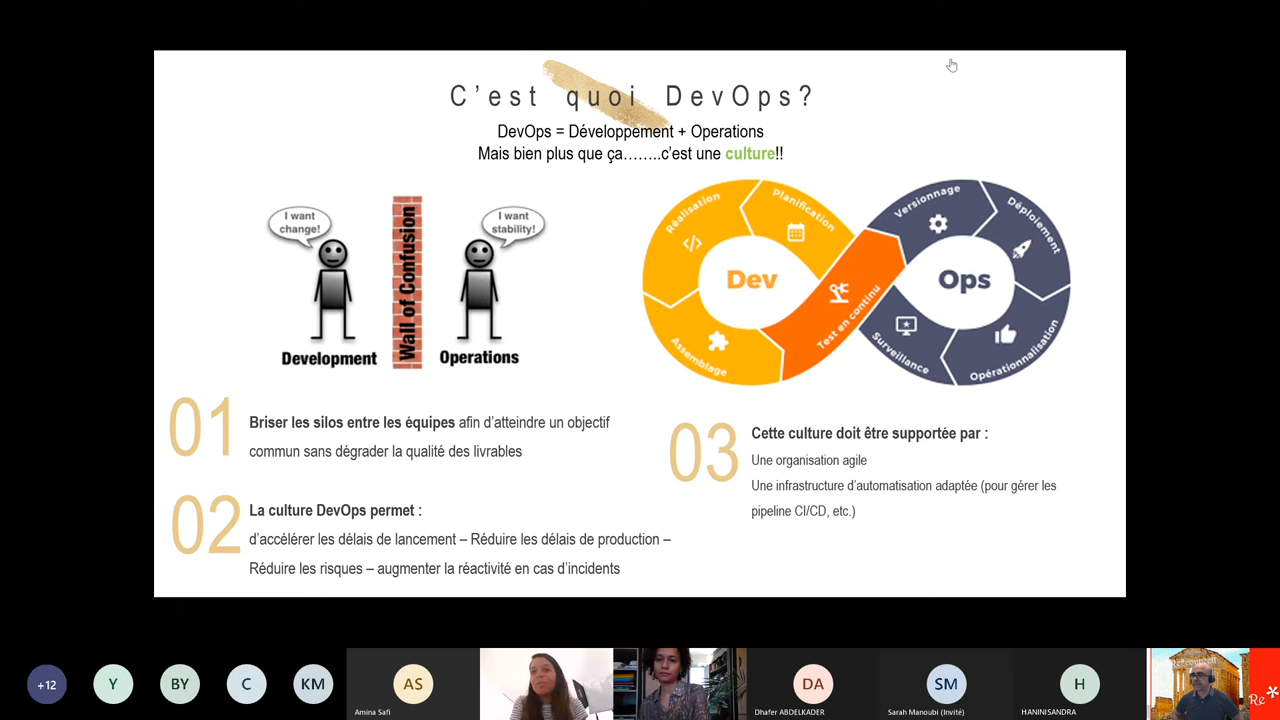 C'est quoi DevOps?
DevOps = Développement + Operations
Mais bien plus que ça……..c'est une culture!!
I want
change!
Wall of Confusion
I want
stability!
Development
Operations
Réalisation
Planification
Assemblage
Dev
Test en continu
Versionnage
Déploiement
Ops
Surveillance
Opérationnalisation
01
Briser les silos entre les équipes afin d'atteindre un objectif
commun sans dégrader la qualité des livrables
02
La culture DevOps permet :
d'accélérer les délais de lancement – Réduire les délais de production –
Réduire les risques – augmenter la réactivité en cas d'incidents
03
Cette culture doit être supportée par :
Une organisation agile
Une infrastructure d'automatisation adaptée (pour gérer les
pipeline CI/CD, etc.)
+12
Y
BY
C
KM
AS
Amina Safi
DA
Dhafer ABDELKADER
SM
Sarah Manoubi (Invité)
H
HANINISANDRA
Re*